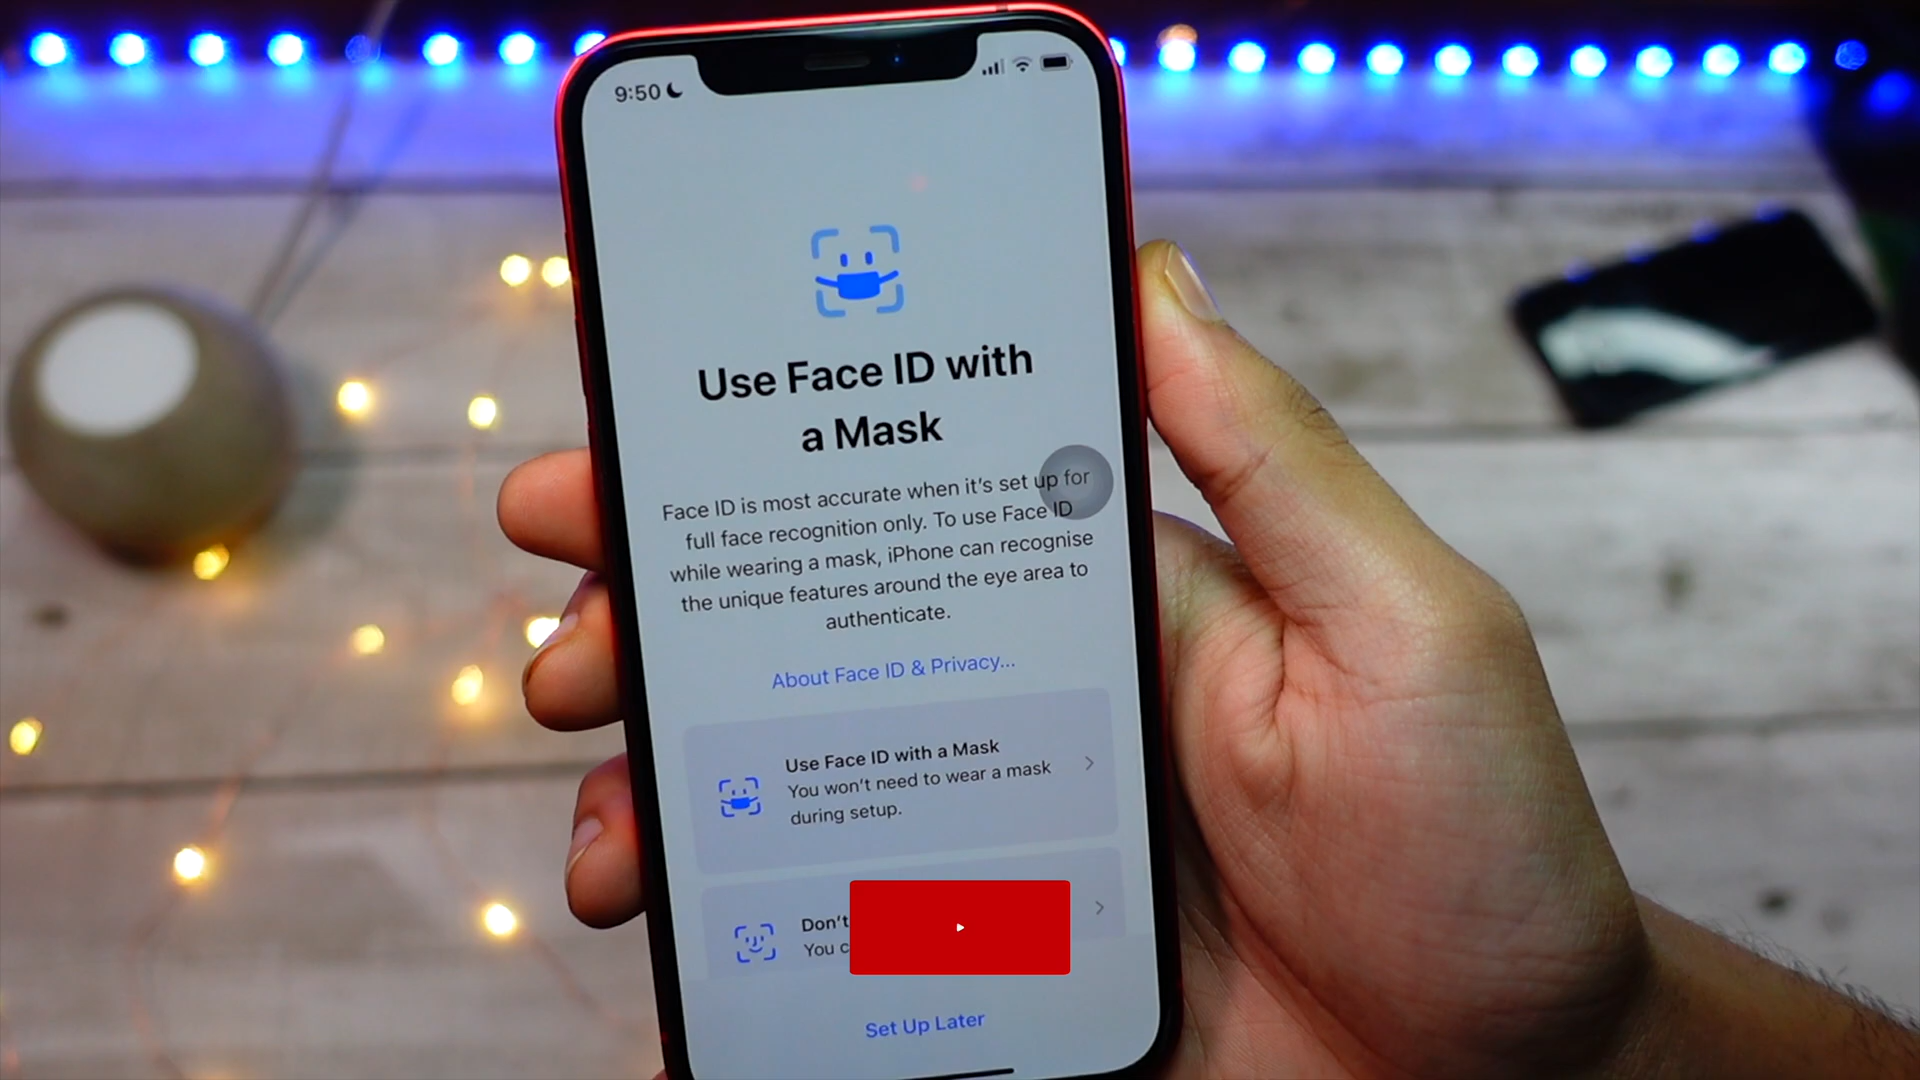 9:50
Use Face ID with
a Mask
Face ID is most accurate when it's set up for
full face recognition only. To use Face ID
while wearing a mask, iPhone can recognise
the unique features around the eye area to
authenticate.
About Face ID & Privacy...
Use Face ID with a Mask
You won't need to wear a mask
during setup.
Don't
You c
Set Up Later